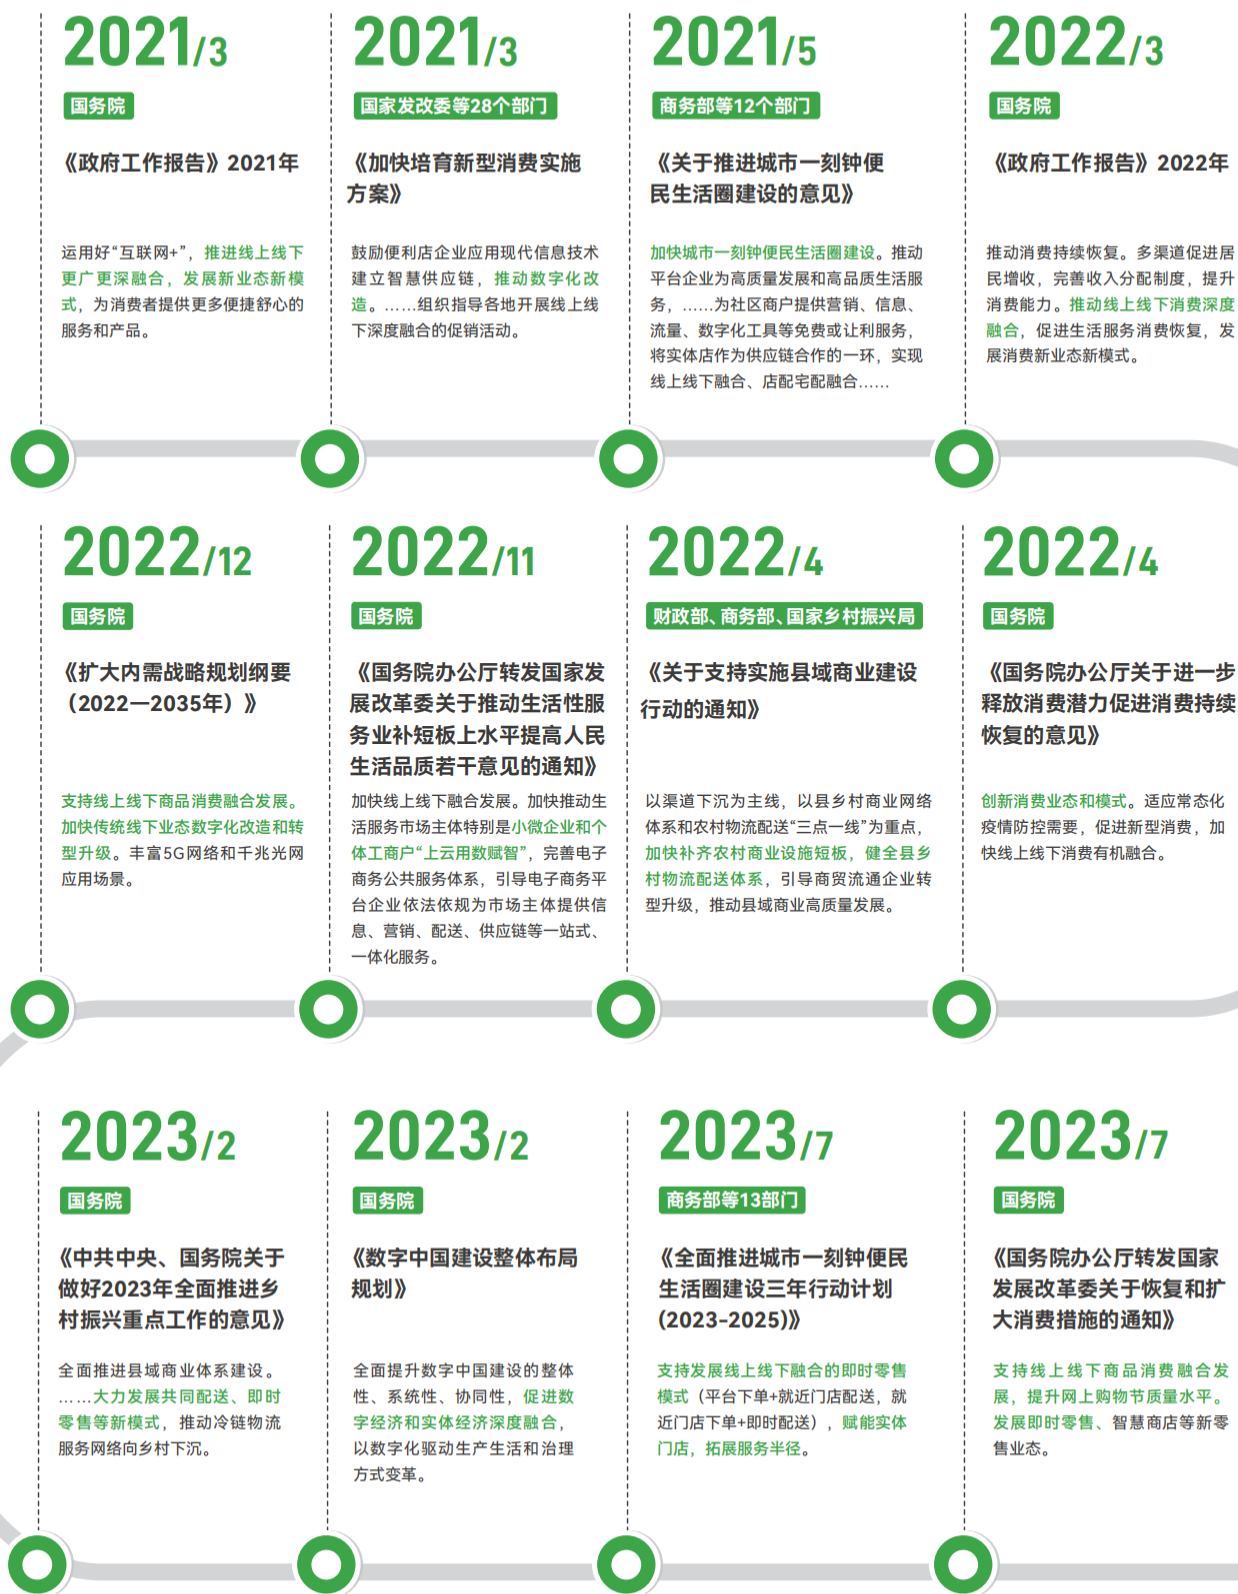 2021/3
国务院
《政府工作报告》2021年
运用好“互联网+”，推进线上线下
更广更深融合，发展新业态新模
式，为消费者提供更多便捷舒心的
服务和产品。
2021/3
国家发改委等28个部门
《加快培育新型消费实施
方案》
鼓励便利店企业应用现代信息技术
建立智慧供应链，推动数字化改
造。……组织指导各地开展线上线
下深度融合的促销活动。
2021/5
商务部等12个部门
《关于推进城市一刻钟便
民生活圈建设的意见》
加快城市一刻钟便民生活圈建设。推动
平台企业为高质量发展和高品质生活服
务，……为社区商户提供营销、信息、
流量、数字化工具等免费或让利服务，
将实体店作为供应链合作的一环，实现
线上线下融合、店配宅配融合……
2022/3
国务院
《政府工作报告》2022年
推动消费持续恢复。多渠道促进居
民增收，完善收入分配制度，提升
消费能力。推动线上线下消费深度
融合，促进生活服务消费恢复，发
展消费新业态新模式。
2022/12
国务院
《扩大内需战略规划纲要
（2022—2035年）》
支持线上线下商品消费融合发展。
加快传统线下业态数字化改造和转
型升级。丰富5G网络和千兆光网
应用场景。
2022/11
国务院
《国务院办公厅转发国家发
展改革委关于推动生活性服
务业补短板上水平提高人民
生活品质若干意见的通知》
加快线上线下融合发展。加快推动生
活服务市场主体特别是小微企业和个
体工商户“上云用数赋智”，完善电子
商务公共服务体系，引导电子商务平
台企业依法依规为市场主体提供信
息、营销、配送、供应链等一站式、
一体化服务。
2022/4
财政部、商务部、国家乡村振兴局
《关于支持实施县域商业建设
行动的通知》
以渠道下沉为主线，以县乡村商业网络
体系和农村物流配送“三点一线”为重点，
加快补齐农村商业设施短板，健全县乡
村物流配送体系，引导商贸流通企业转
型升级，推动县域商业高质量发展。
2022/4
国务院
《国务院办公厅关于进一步
释放消费潜力促进消费持续
恢复的意见》
创新消费业态和模式。适应常态化
疫情防控需要，促进新型消费，加
快线上线下消费有机融合。
2023/2
国务院
《中共中央、国务院关于
做好2023年全面推进乡
村振兴重点工作的意见》
全面推进县域商业体系建设。
……大力发展共同配送、即时
零售等新模式，推动冷链物流
服务网络向乡村下沉。
2023/2
国务院
《数字中国建设整体布局
规划》
全面提升数字中国建设的整体
性、系统性、协同性，促进数
字经济和实体经济深度融合，
以数字化驱动生产生活和治理
方式变革。
2023/7
商务部等13部门
《全面推进城市一刻钟便民
生活圈建设三年行动计划
(2023-2025)》
支持发展线上线下融合的即时零售
模式（平台下单+就近门店配送，就
近门店下单+即时配送），赋能实体
门店，拓展服务半径。
2023/7
国务院
《国务院办公厅转发国家
发展改革委关于恢复和扩
大消费措施的通知》
支持线上线下商品消费融合发
展，提升网上购物节质量水平。
发展即时零售、智慧商店等新零
售业态。